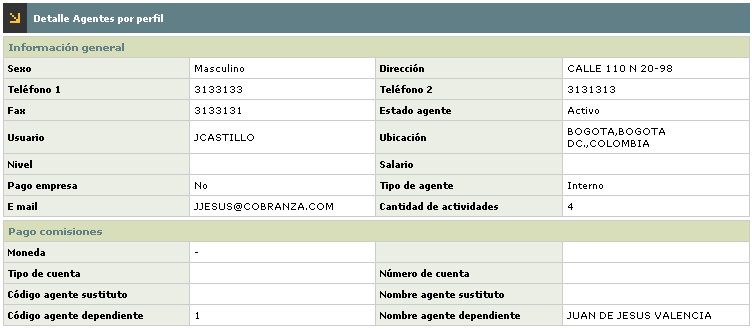 Detalle Agentes por perfil
Información general
Sexo Masculino Dirección CALLE 110 N 20-98
Teléfono 1 3133133 Teléfono 2 3131313
Fax 3133131 Estado agente Activo
Usuario JCASTILLO Ubicación BOGOTA,BOGOTA
DC.,COLOMBIA
Nivel Salario
Pago empresa No Tipo de agente Interno
E mail JJESUS@COBRANZA.COM Cantidad de actividades 4
Pago comisiones
Moneda -
Tipo de cuenta Número de cuenta
Código agente sustituto Nombre agente sustituto
Código agente dependiente 1 Nombre agente dependiente JUAN DE JESUS VALENCIA